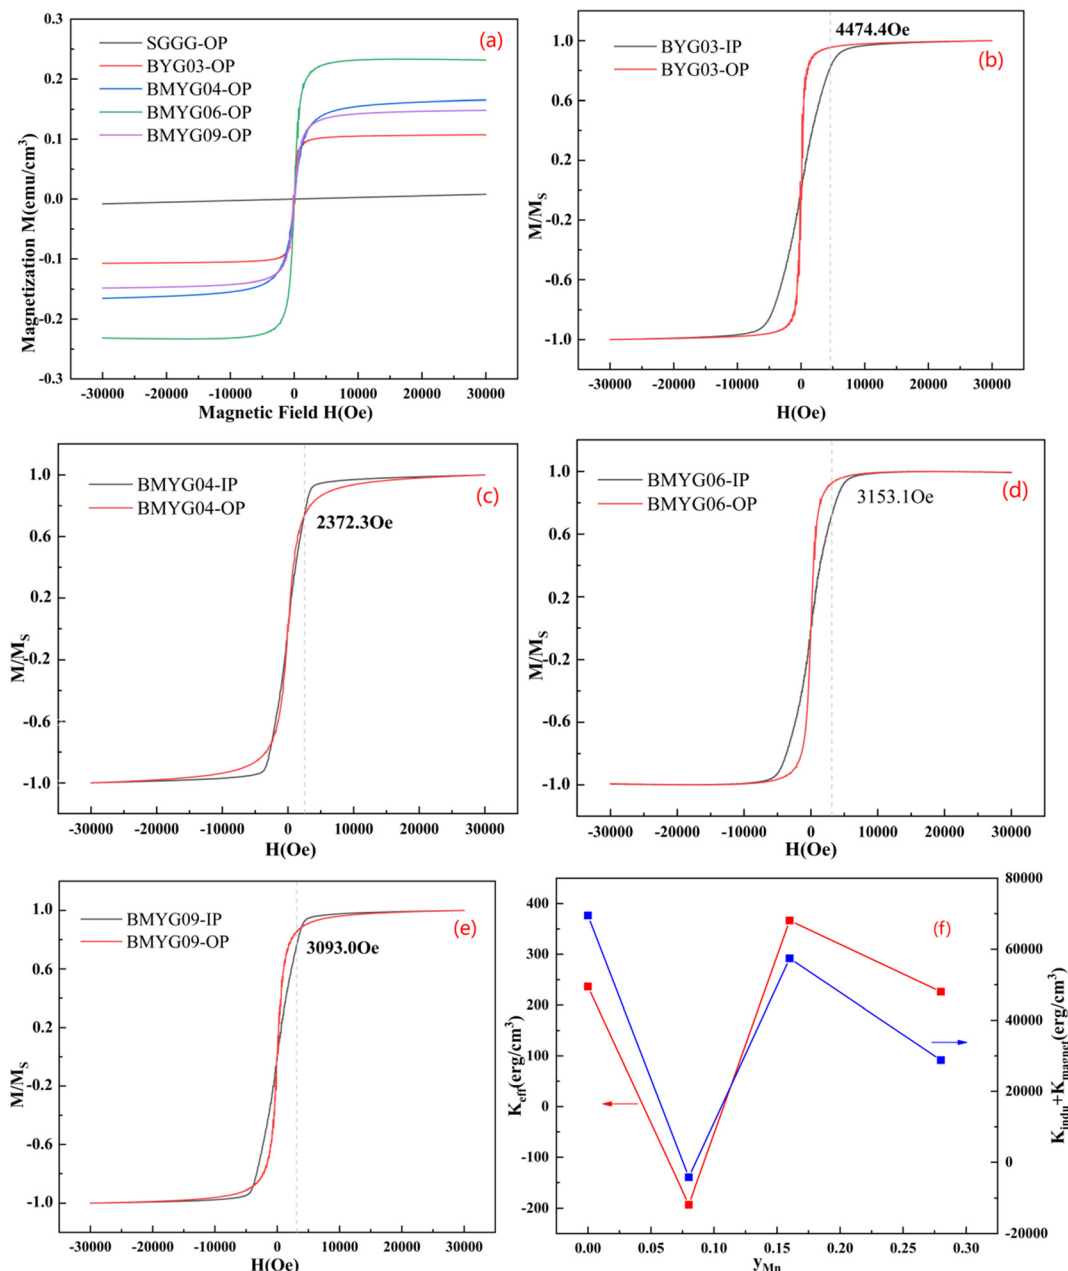 (a)
SGGG-OP
BYG03-OP
BMYG04-OP
BMYG06-OP
BMYG09-OP
Magnetization M(emu/cm³)
0.3
0.2
0.1
0.0
-0.1
-0.2
-0.3
-30000 -20000 -10000 0 10000 20000 30000
Magnetic Field H(Oe)
(b)
4474.4Oe
BYG03-IP
BYG03-OP
M/Ms
1.0
0.6
0.2
-0.2
-0.6
-1.0
-30000 -20000 -10000 0 10000 20000 30000
H(Oe)
(c)
BMYG04-IP
BMYG04-OP
2372.3Oe
M/Ms
1.0
0.6
0.2
-0.2
-0.6
-1.0
-30000 -20000 -10000 0 10000 20000 30000
H(Oe)
(d)
BMYG06-IP
BMYG06-OP
3153.1Oe
M/Ms
1.0
0.6
0.2
-0.2
-0.6
-1.0
-30000 -20000 -10000 0 10000 20000 30000
H(Oe)
(e)
BMYG09-IP
BMYG09-OP
3093.0Oe
M/Ms
1.0
0.6
0.2
-0.2
-0.6
-1.0
-30000 -20000 -10000 0 10000 20000 30000
H(Oe)
(f)
Keff(erg/cm³)
400
300
200
100
0
-100
-200
Kindu+Kmagnet(erg/cm³)
80000
60000
40000
20000
0
-20000
0.00 0.05 0.10 0.15 0.20 0.25 0.30
yMn